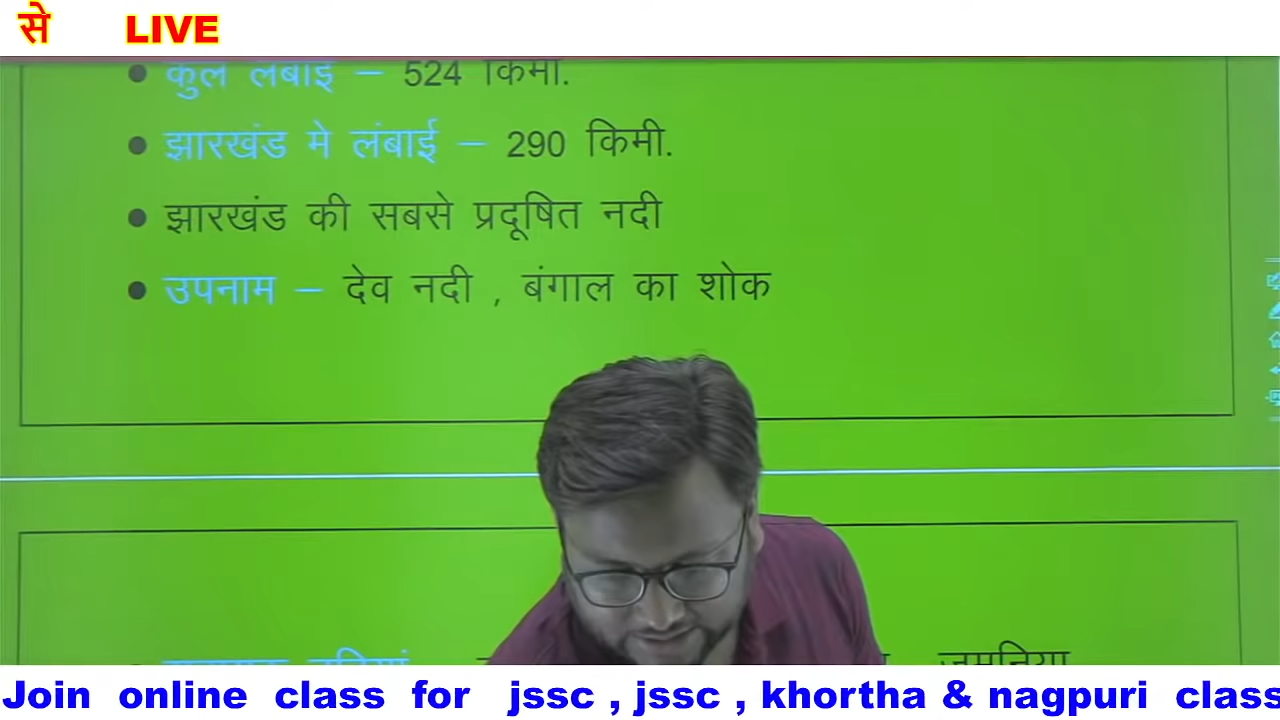 से LIVE
• कुल लंबाई – 524 किमी.
• झारखंड मे लंबाई – 290 किमी.
• झारखंड की सबसे प्रदूषित नदी
• उपनाम – देव नदी , बंगाल का शोक
जमुनिया
Join online class for jssc , jssc , khortha & nagpuri class